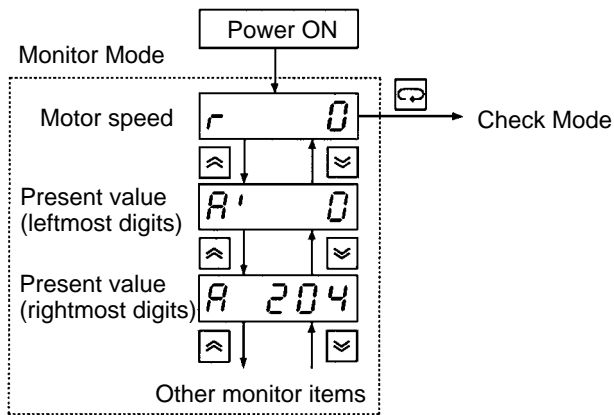 Power ON
Monitor Mode
Motor speed
r 0
Check Mode
Present value
(leftmost digits)
A' 0
Present value
(rightmost digits)
A 204
Other monitor items